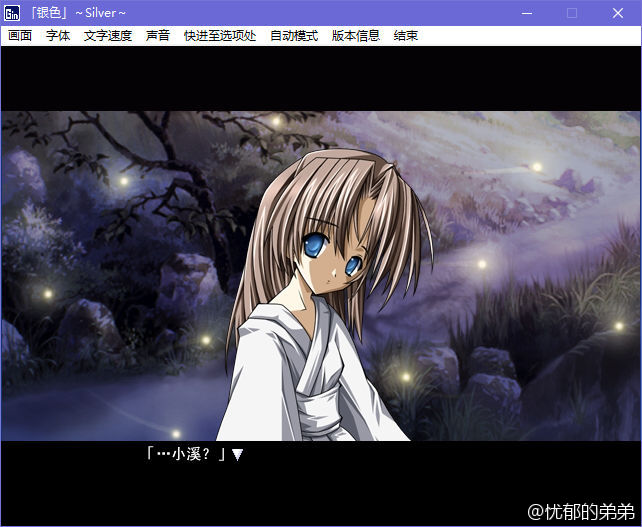 Gin 「银色」~Silver~
画面 字体 文字速度 声音 快进至选项处 自动模式 版本信息 结束
「…小溪？」
@忧郁的弟弟